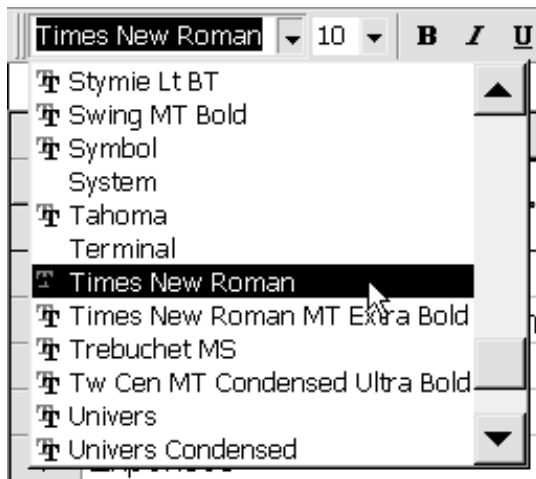 Times New Roman 10 B I U
Stymie Lt BT
Swing MT Bold
Symbol
System
Tahoma
Terminal
Times New Roman
Times New Roman MT Extra Bold
Trebuchet MS
Tw Cen MT Condensed Ultra Bold
Univers
Univers Condensed